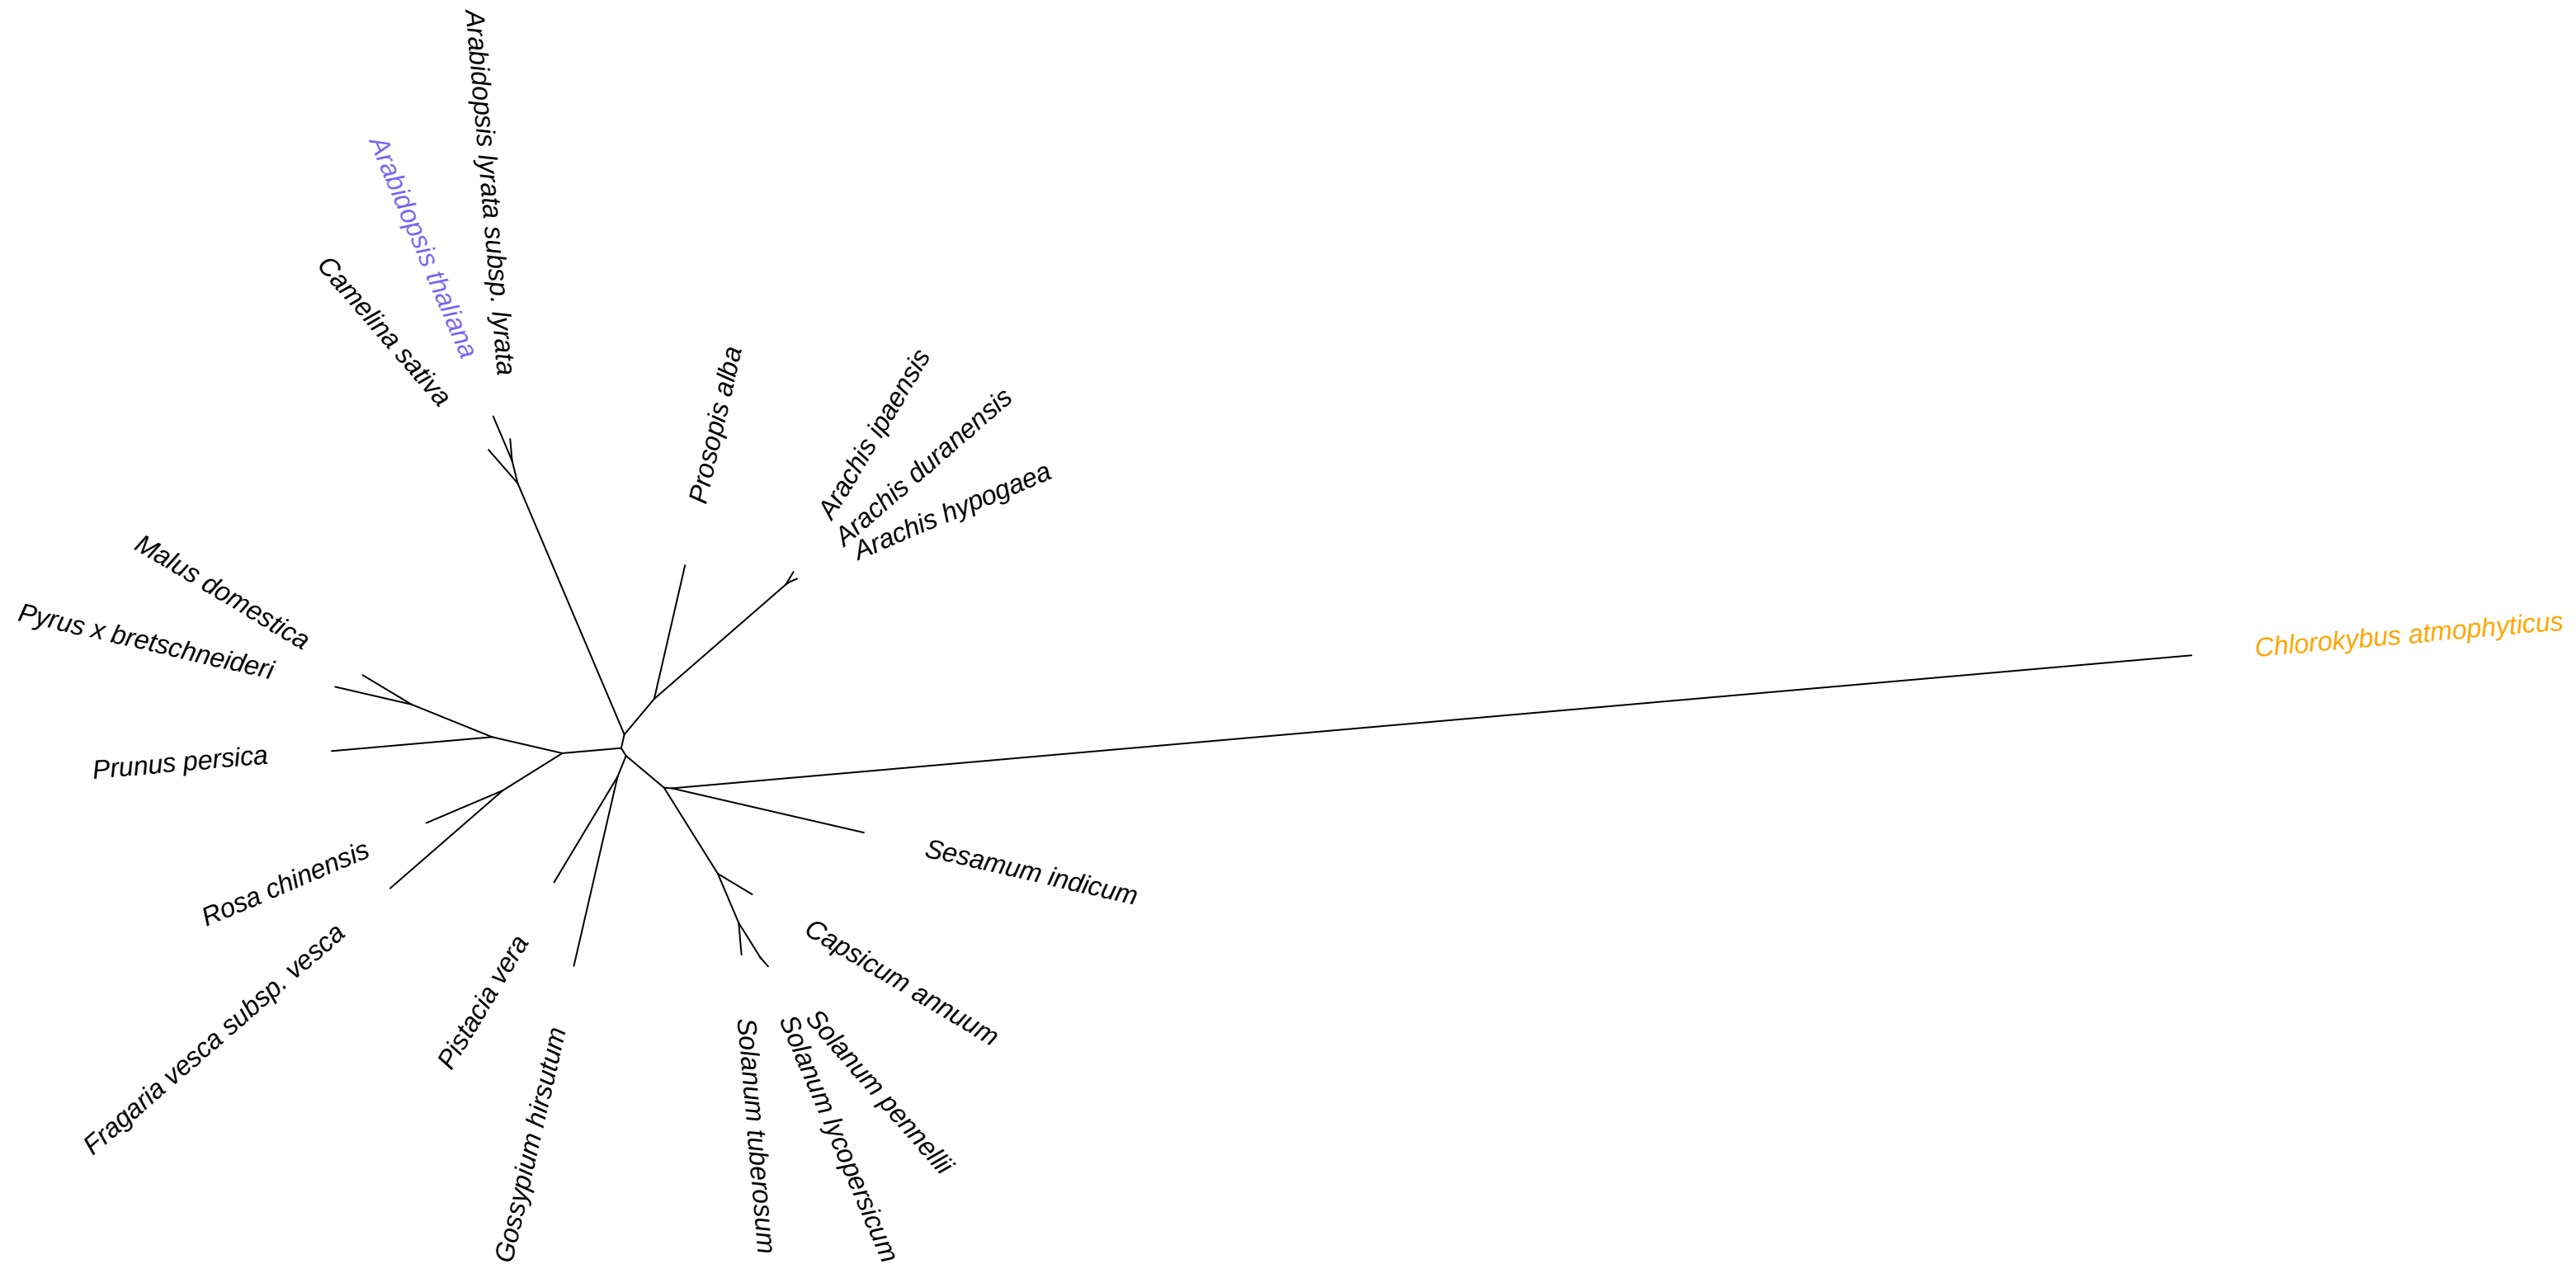 Arabidopsis lyrata subsp. lyrata
Arabidopsis thaliana
Camelina sativa
Prosopis alba
Arachis ipaensis
Arachis duranensis
Arachis hypogaea
Malus domestica
Pyrus x bretschneideri
Chlorokybus atmophyticus
Prunus persica
Rosa chinensis
Sesamum indicum
Fragaria vesca subsp. vesca
Pistacia vera
Capsicum annuum
Gossypium hirsutum
Solanum tuberosum
Solanum lycopersicum
Solanum pennellii